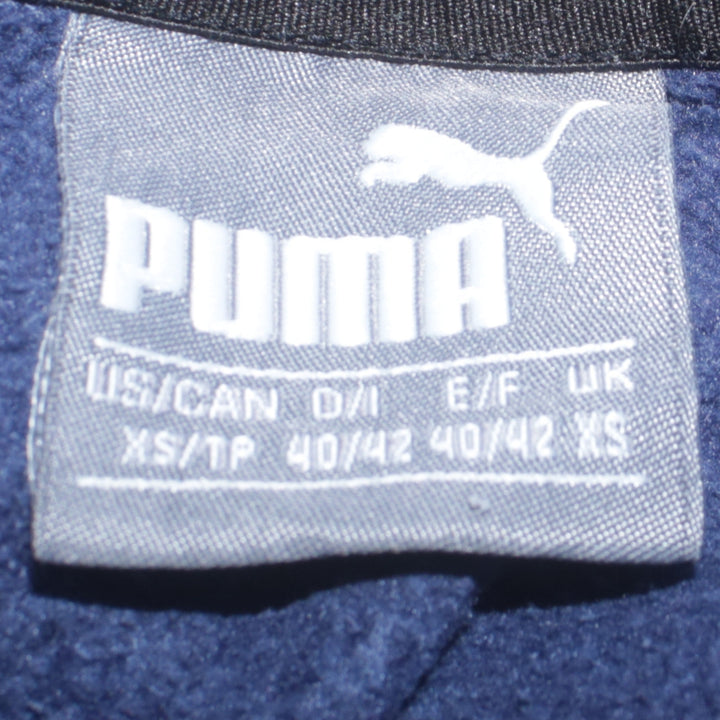 PUMA
US/CAN D/I E/F UK
XS/TP 40/42 40/42 XS